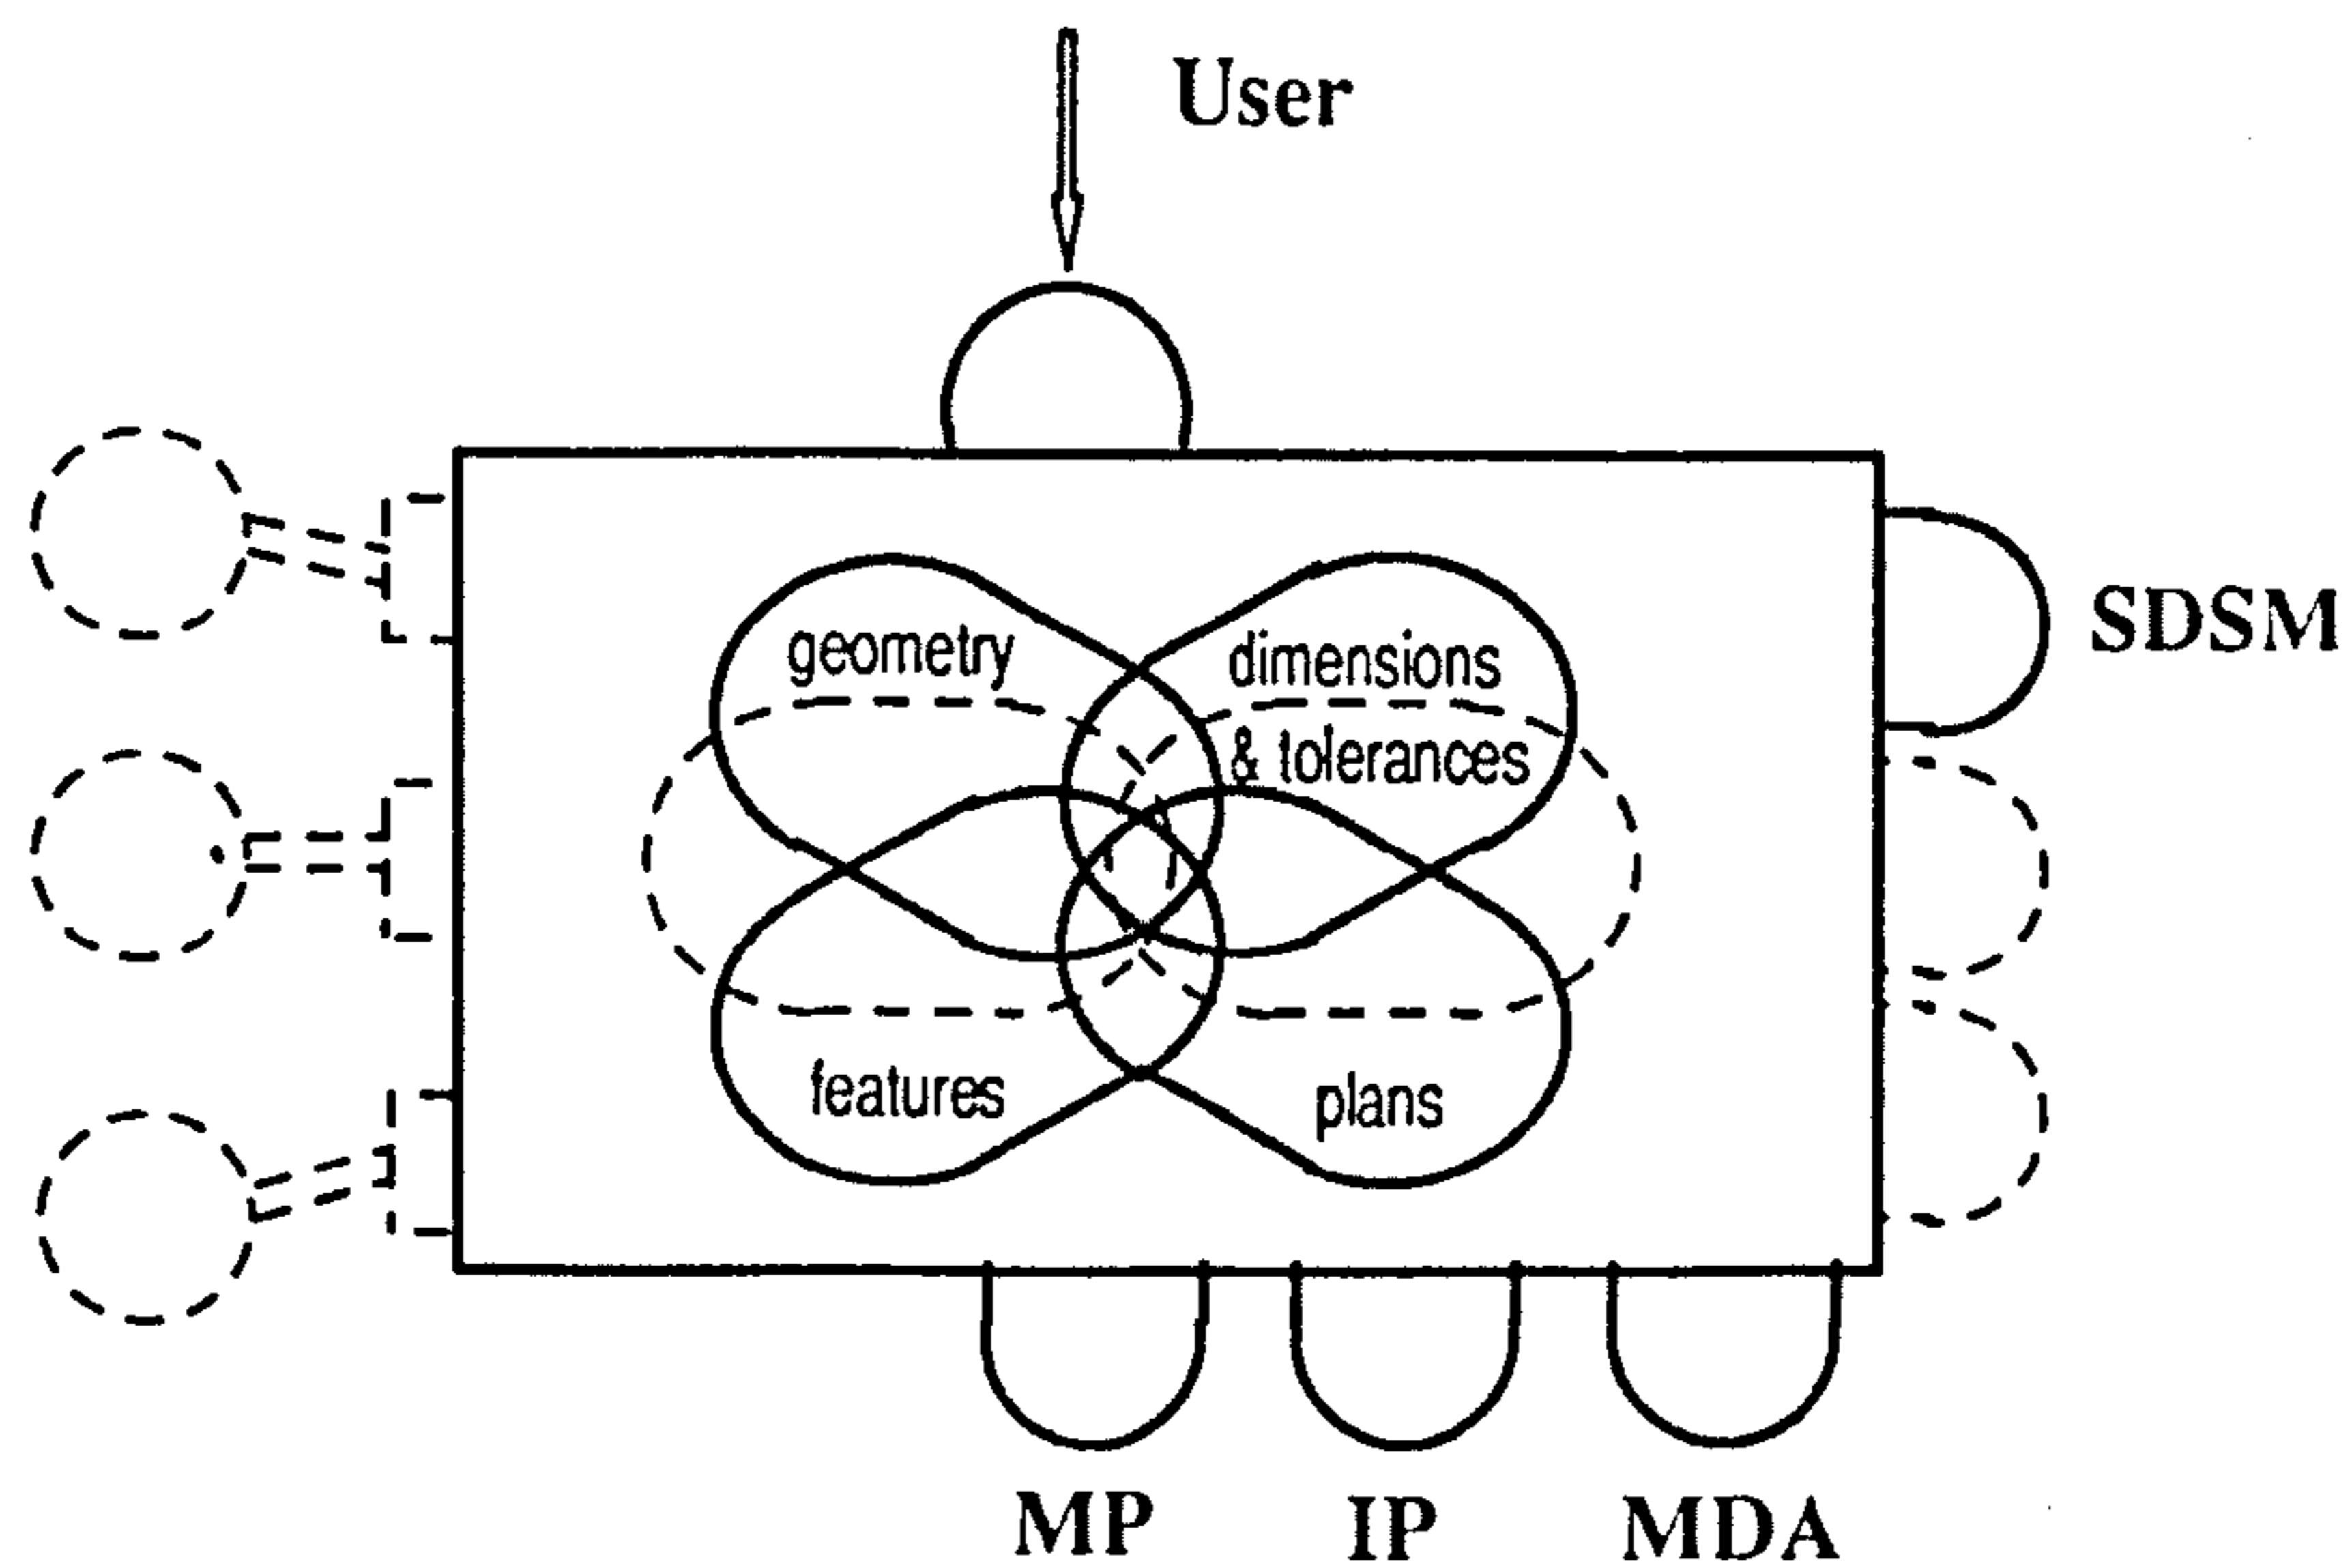 User
SDSM
geometry
dimensions
& tolerances
features
plans
MP
IP
MDA